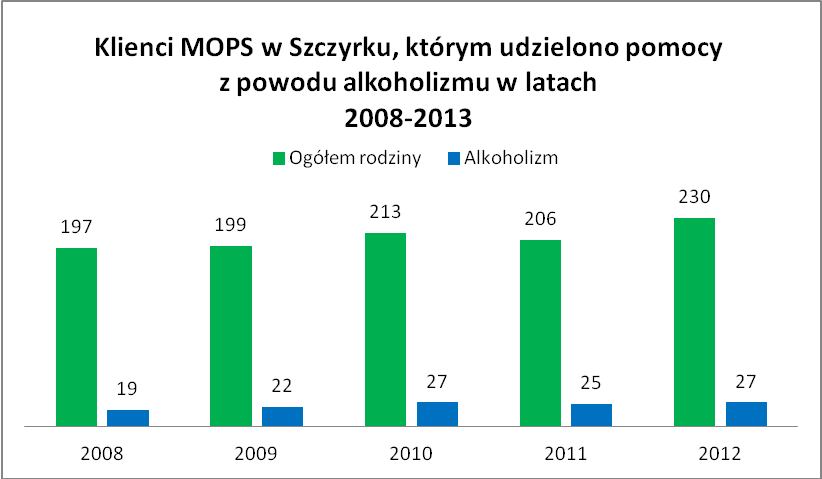 Klienci MOPS w Szczyrku, którym udzielono pomocy
z powodu alkoholizmu w latach
2008-2013
Ogółem rodziny Alkoholizm
197 19 199 22 213 27 206 25 230 27
2008 2009 2010 2011 2012